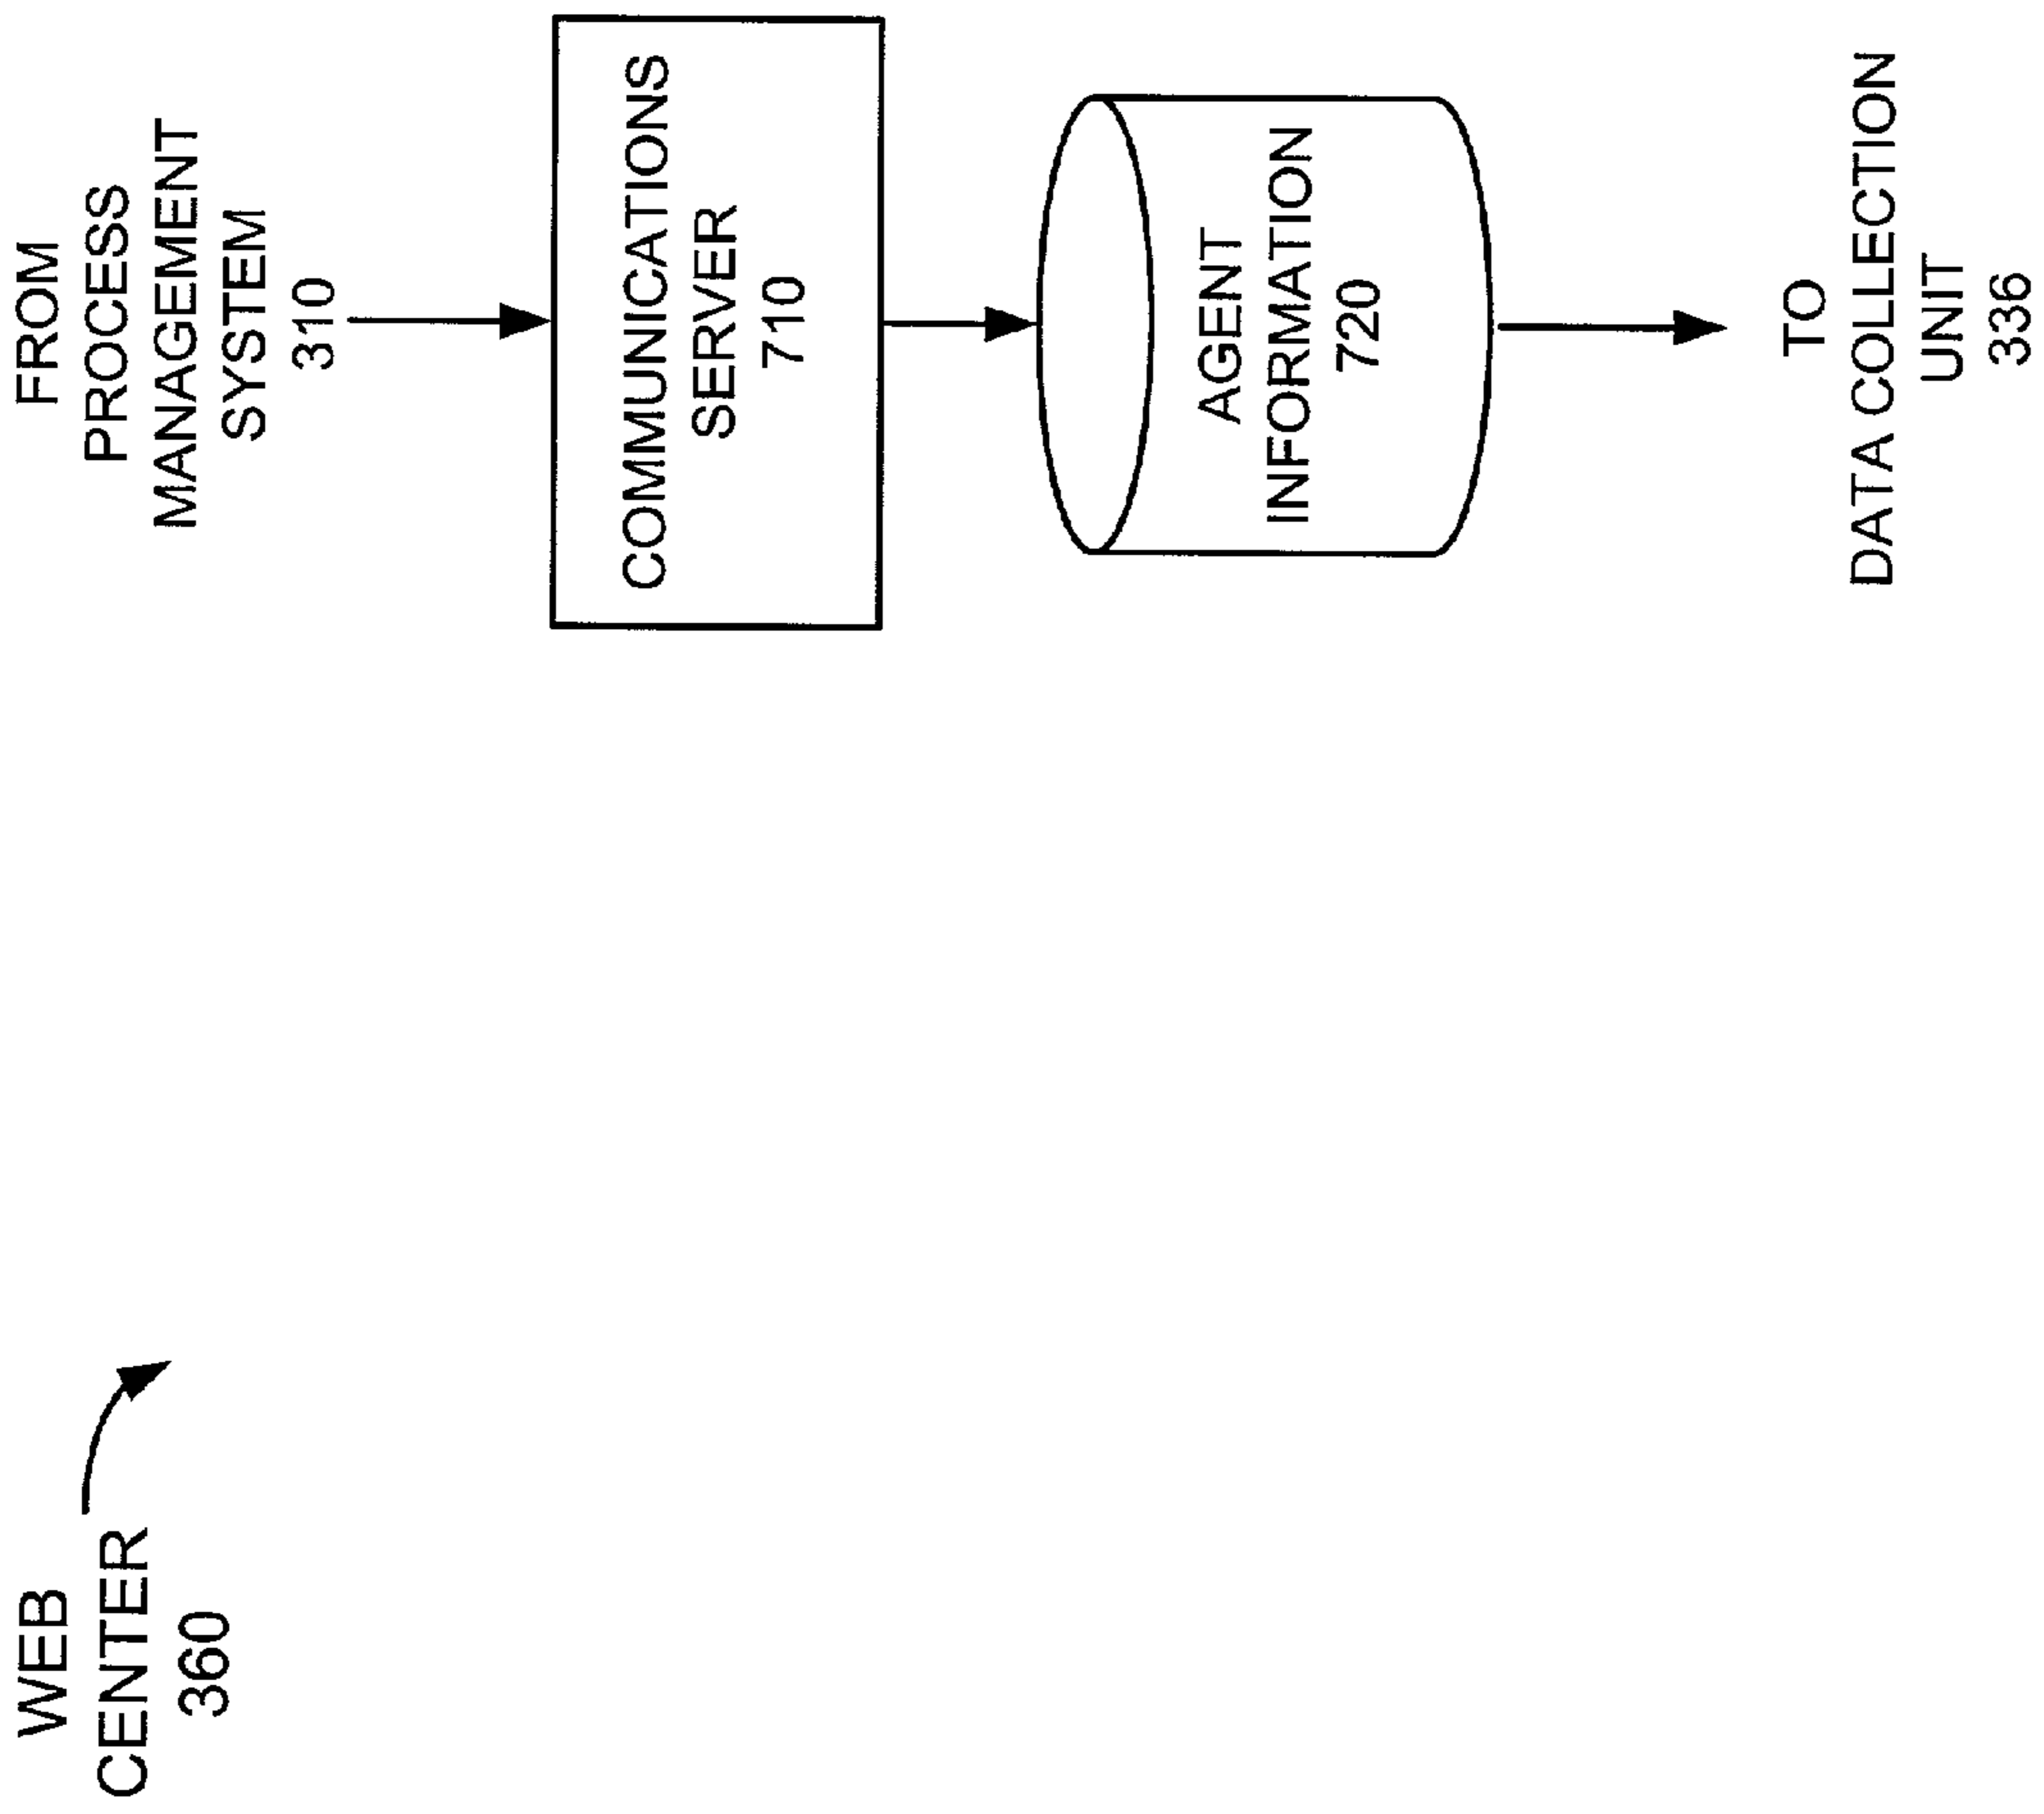 WEB
CENTER
360
FROM
PROCESS
MANAGEMENT
SYSTEM
310
COMMUNICATIONS
SERVER
710
AGENT
INFORMATION
720
TO
DATA COLLECTION
UNIT
336